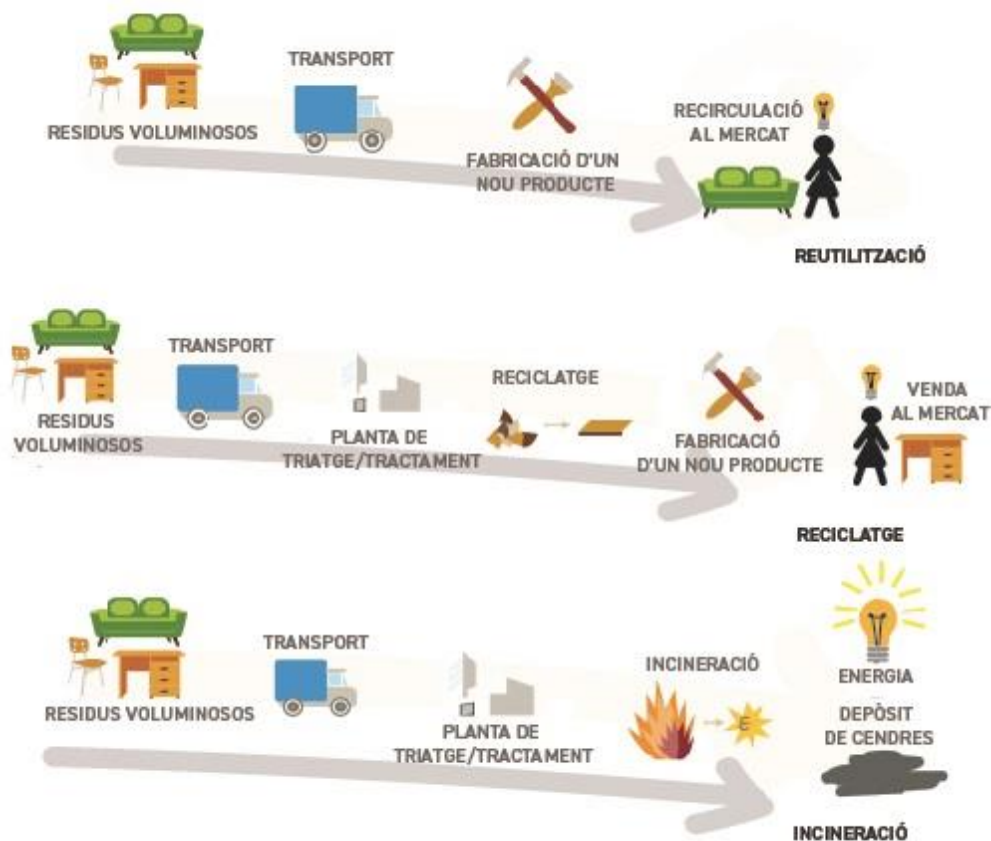 TRANSPORT
RESIDUS VOLUMINOSOS
FABRICACIÓ D'UN
NOU PRODUCTE
RECIRCULACIÓ
AL MERCAT
REUTILITZACIÓ
TRANSPORT
RESIDUS
VOLUMINOSOS
PLANTA DE
TRIATGE/TRACTAMENT
RECICLATGE
FABRICACIÓ
D'UN NOU PRODUCTE
VENDA
AL MERCAT
RECICLATGE
TRANSPORT
RESIDUS VOLUMINOSOS
PLANTA DE
TRIATGE/TRACTAMENT
INCINERACIÓ
E
ENERGIA
DEPÒSIT
DE CENDRES
INCINERACIÓ